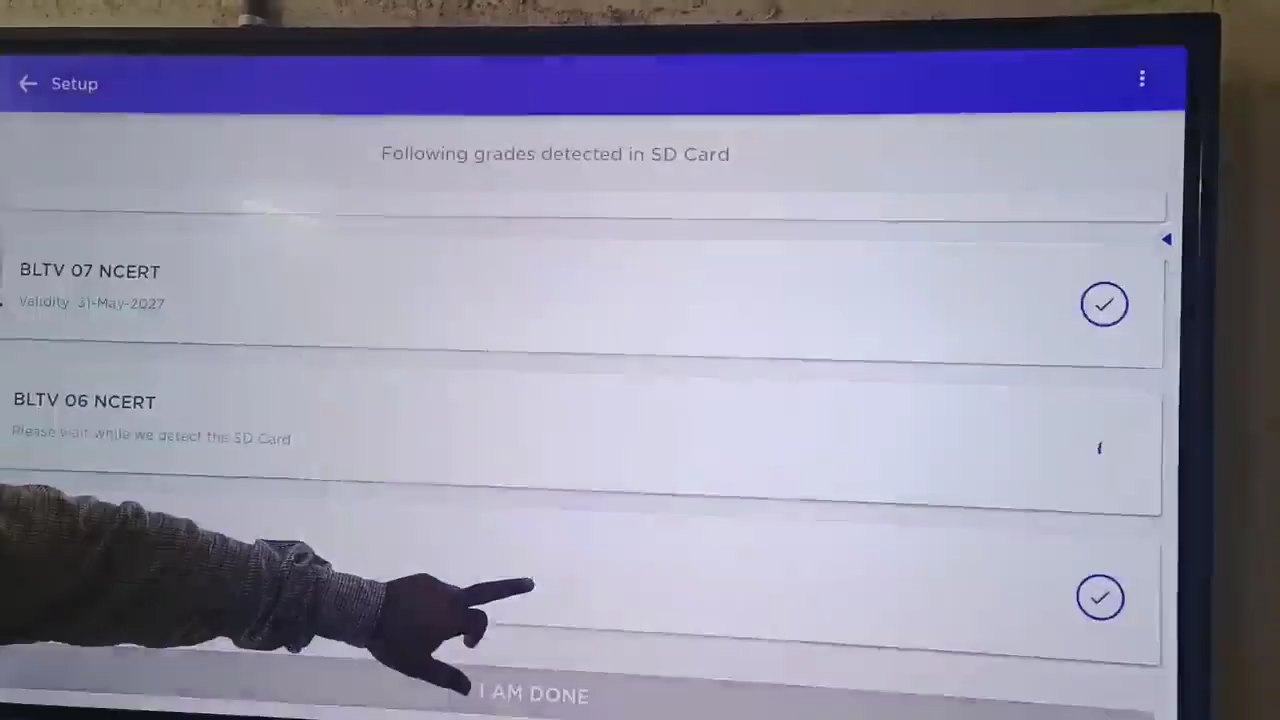 Setup
Following grades detected in SD Card
BLTV 07 NCERT
Validity 31-May-2027
BLTV 06 NCERT
Please wait while we detect the SD Card
I AM DONE